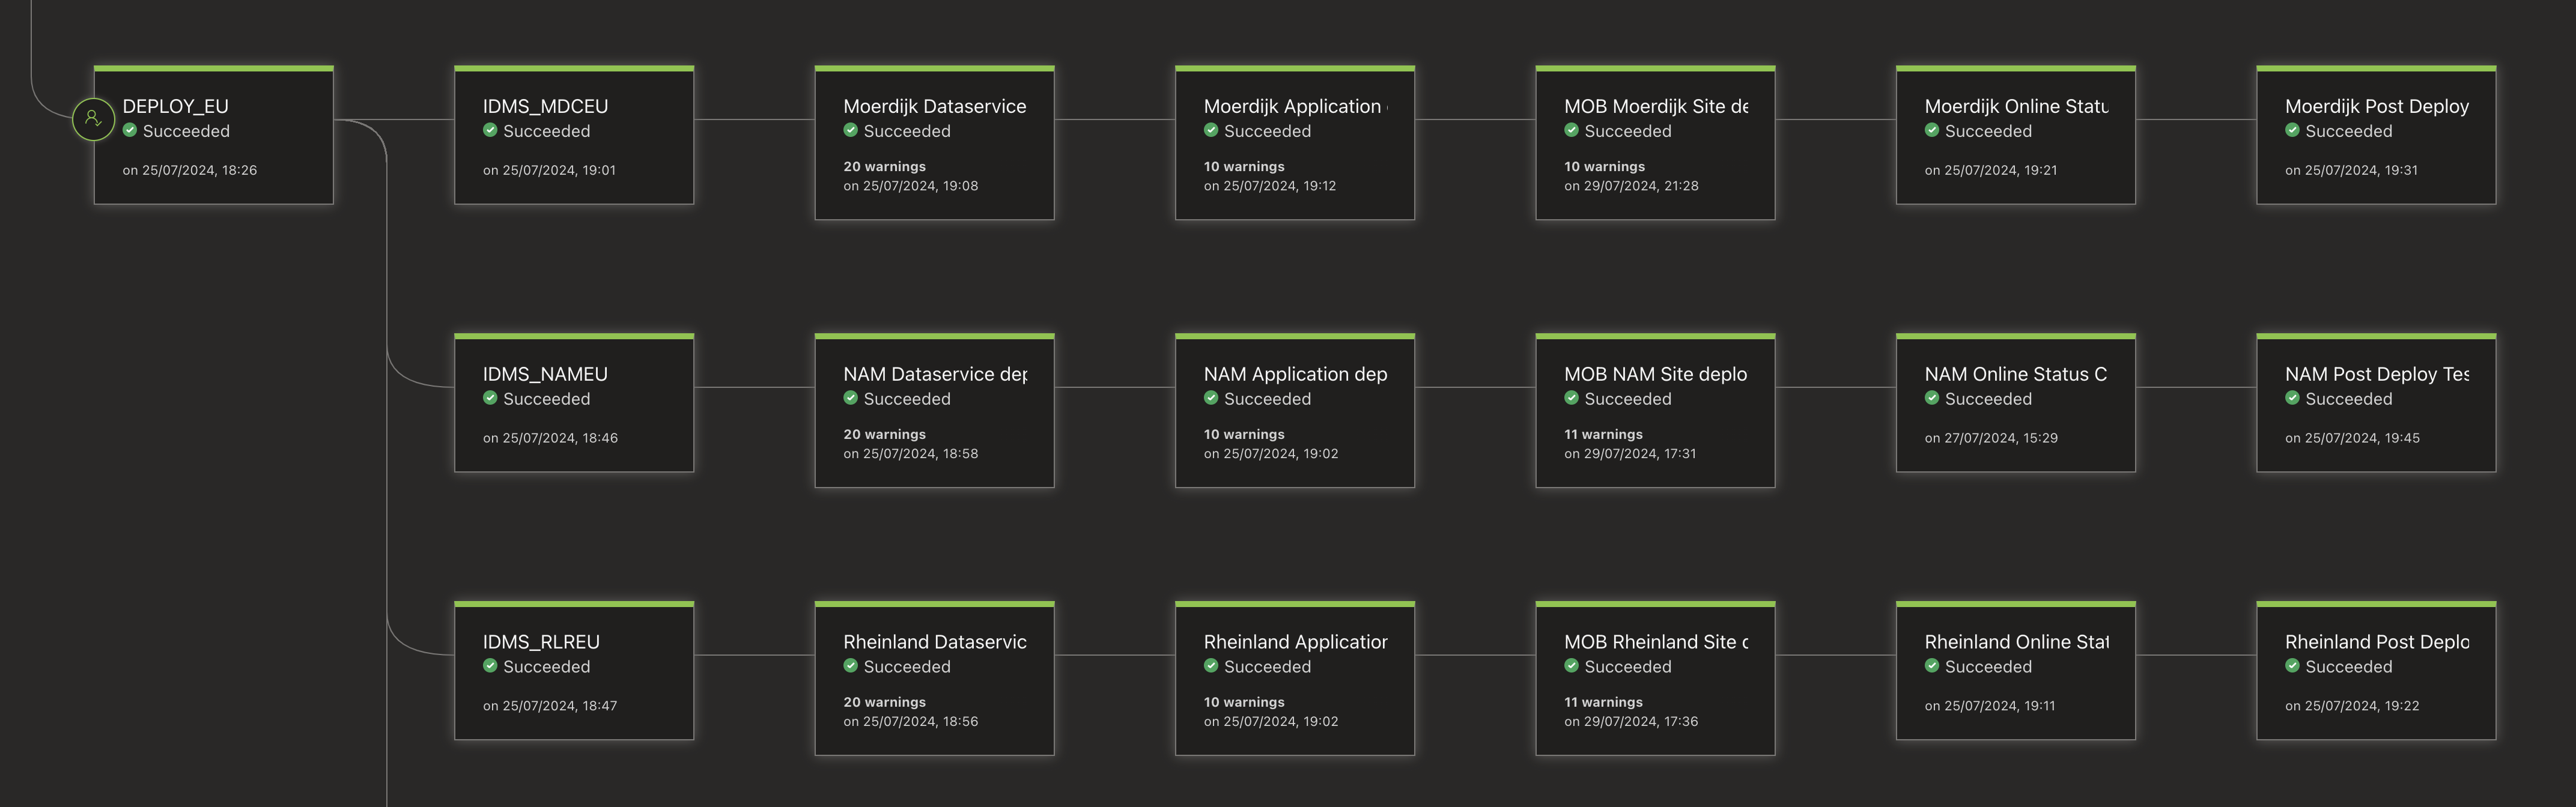 DEPLOY_EU
Succeeded
on 25/07/2024, 18:26
IDMS_MDCEU
Succeeded
on 25/07/2024, 19:01
Moerdijk Dataservice
Succeeded
20 warnings
on 25/07/2024, 19:08
Moerdijk Application
Succeeded
10 warnings
on 25/07/2024, 19:12
MOB Moerdijk Site de
Succeeded
10 warnings
on 29/07/2024, 21:28
Moerdijk Online Statu
Succeeded
on 25/07/2024, 19:21
Moerdijk Post Deploy
Succeeded
on 25/07/2024, 19:31
IDMS_NAMEU
Succeeded
on 25/07/2024, 18:46
NAM Dataservice dep
Succeeded
20 warnings
on 25/07/2024, 18:58
NAM Application dep
Succeeded
10 warnings
on 25/07/2024, 19:02
MOB NAM Site deplo
Succeeded
11 warnings
on 29/07/2024, 17:31
NAM Online Status C
Succeeded
on 27/07/2024, 15:29
NAM Post Deploy Tes
Succeeded
on 25/07/2024, 19:45
IDMS_RLREU
Succeeded
on 25/07/2024, 18:47
Rheinland Dataservic
Succeeded
20 warnings
on 25/07/2024, 18:56
Rheinland Application
Succeeded
10 warnings
on 25/07/2024, 19:02
MOB Rheinland Site
Succeeded
11 warnings
on 29/07/2024, 17:36
Rheinland Online Stat
Succeeded
on 25/07/2024, 19:11
Rheinland Post Deplo
Succeeded
on 25/07/2024, 19:22